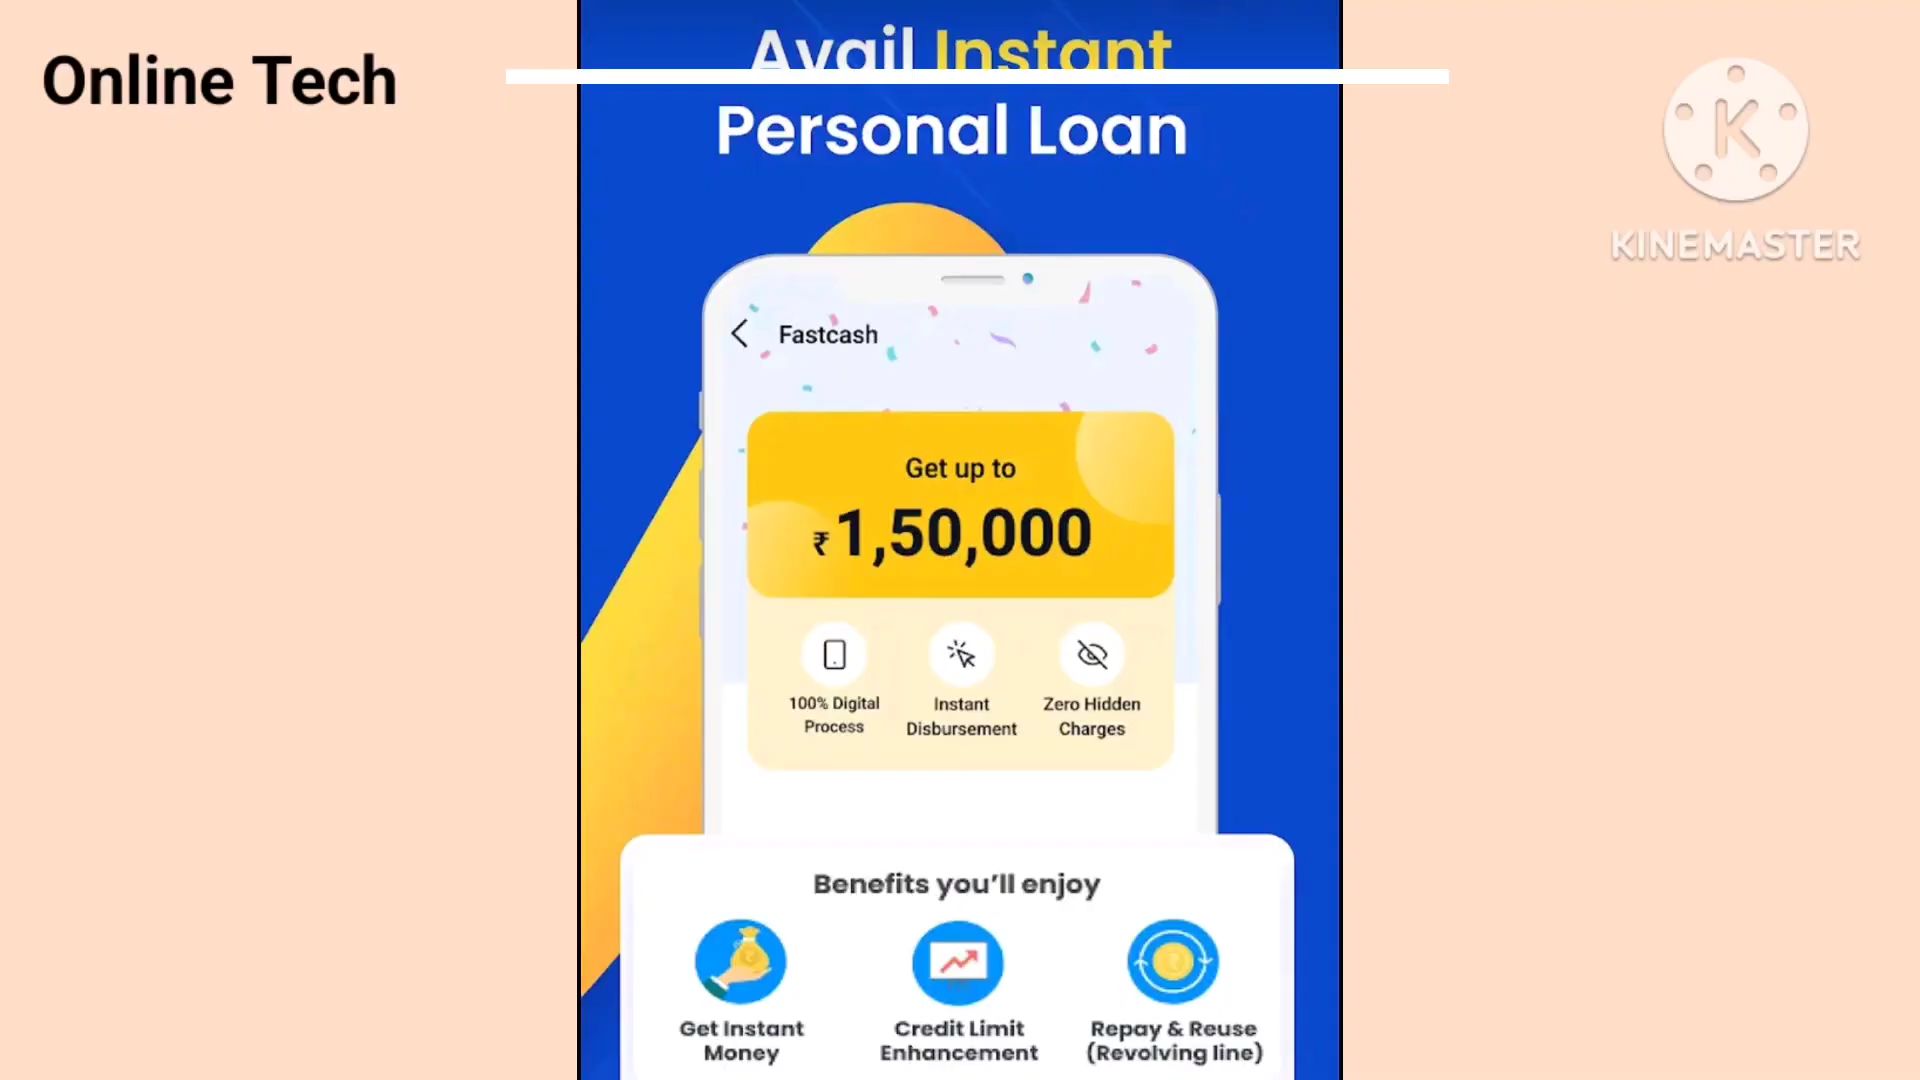 Online Tech
Avail Instant
Personal Loan
K
KINEMASTER
Fastcash
Get up to
₹1,50,000
100% Digital
Process
Instant
Disbursement
Zero Hidden
Charges
Benefits you'll enjoy
Get Instant
Money
Credit Limit
Enhancement
Repay & Reuse
(Revolving line)